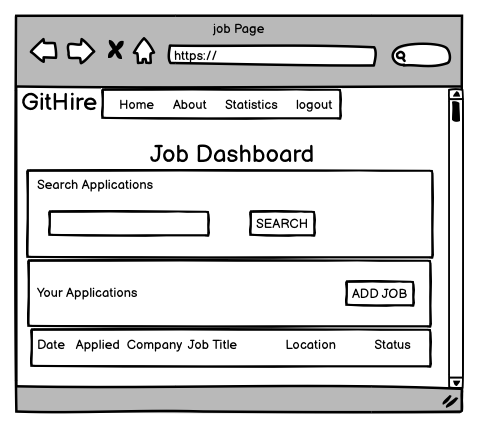 job Page
https://
GitHire
Home About Statistics logout
Job Dashboard
Search Applications
SEARCH
Your Applications
ADD JOB
Date Applied Company Job Title Location Status